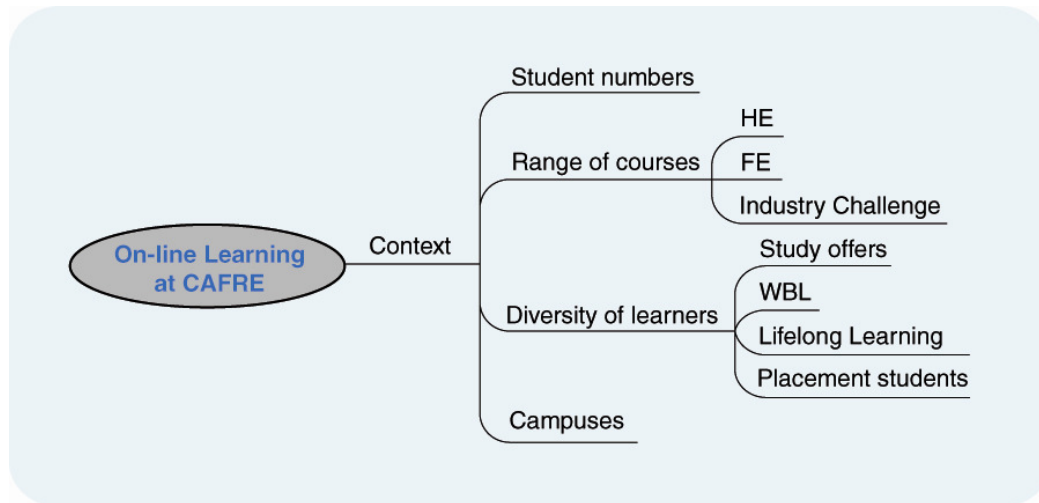 On-line Learning
at CAFRE
Context
Student numbers
Range of courses
HE
FE
Industry Challenge
Diversity of learners
Study offers
WBL
Lifelong Learning
Placement students
Campuses